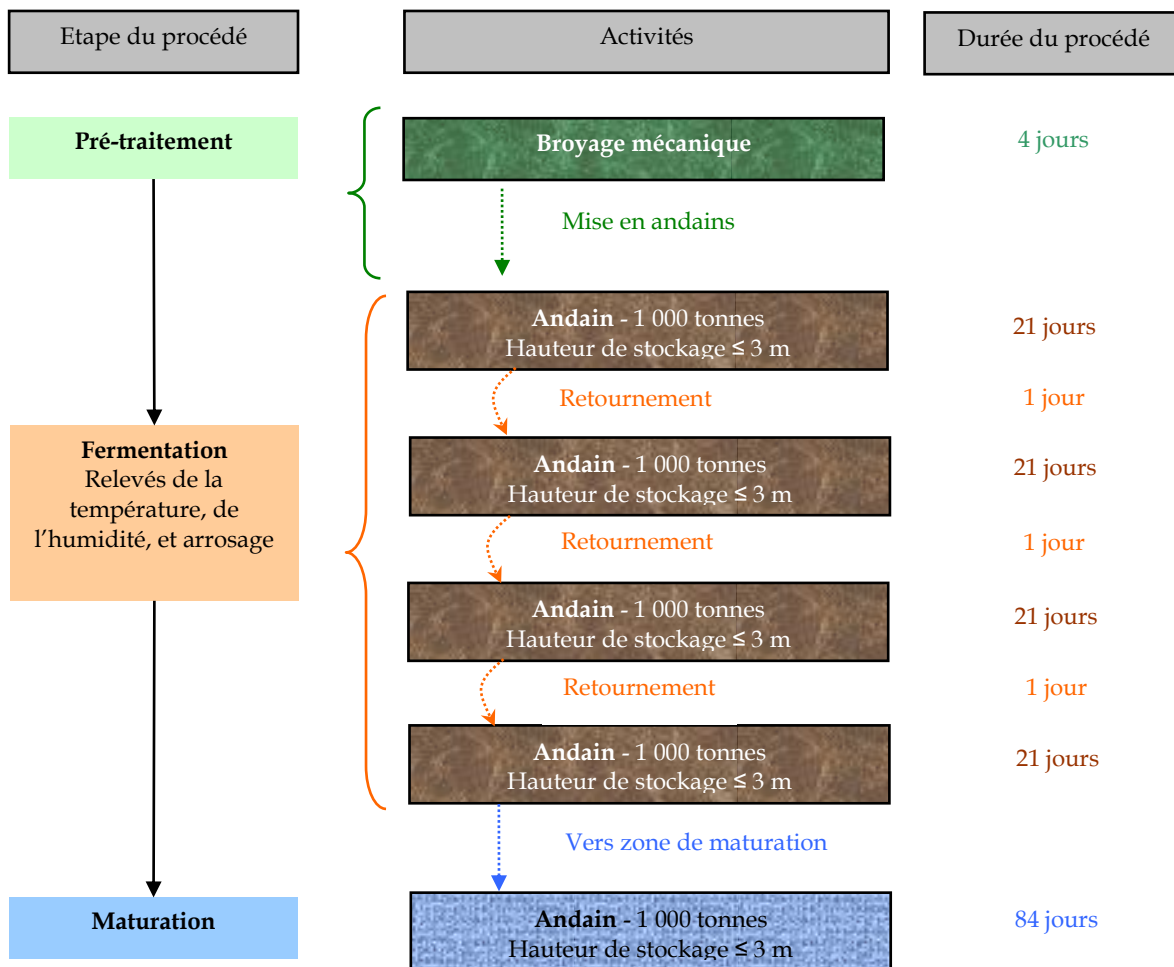 Etape du procédé
Activités
Durée du procédé
Pré-traitement
Broyage mécanique
4 jours
Mise en andains
Andain - 1 000 tonnes
Hauteur de stockage ≤ 3 m
21 jours
Retournement
1 jour
Fermentation
Relevés de la
température, de
l'humidité, et arrosage
Andain - 1 000 tonnes
Hauteur de stockage ≤ 3 m
21 jours
Retournement
1 jour
Andain - 1 000 tonnes
Hauteur de stockage ≤ 3 m
21 jours
Retournement
1 jour
Andain - 1 000 tonnes
Hauteur de stockage ≤ 3 m
21 jours
Vers zone de maturation
Maturation
Andain - 1 000 tonnes
Hauteur de stockage ≤ 3 m
84 jours